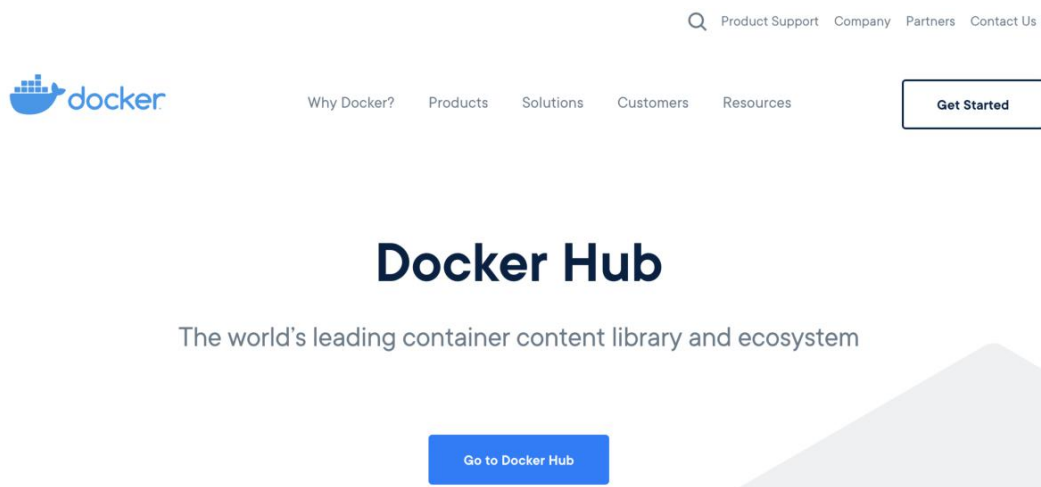 Product Support Company Partners Contact Us
docker
Why Docker? Products Solutions Customers Resources
Get Started
Docker Hub
The world's leading container content library and ecosystem
Go to Docker Hub